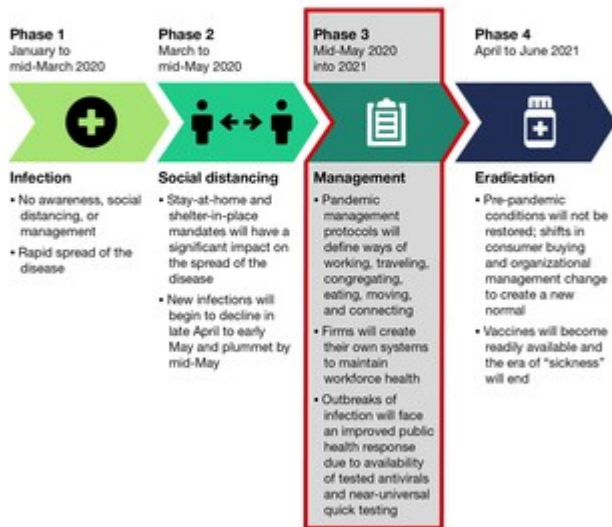 Phase 1
January to
mid-March 2020
Infection
▪ No awareness, social
distancing, or
management
▪ Rapid spread of the
disease
Phase 2
March to
mid-May 2020
Social distancing
▪ Stay-at-home and
shelter-in-place
mandates will have a
significant impact on
the spread of the
disease
▪ New infections will
begin to decline in
late April to early
May and plummet by
mid-May
Phase 3
Mid-May 2020
into 2021
Management
▪ Pandemic
management
protocols will
define ways of
working, traveling,
congregating,
eating, moving, and
connecting
▪ Firms will create
their own systems
to maintain
workforce health
▪ Outbreaks of
infection will face
an improved public
health response
due to availability
of tested antivirals
and near-universal
quick testing
Phase 4
April to June 2021
Eradication
▪ Pre-pandemic
conditions will not be
restored; shifts in
consumer buying
and organizational
management change
to create a new
normal
▪ Vaccines will become
readily available and
the era of “sickness”
will end